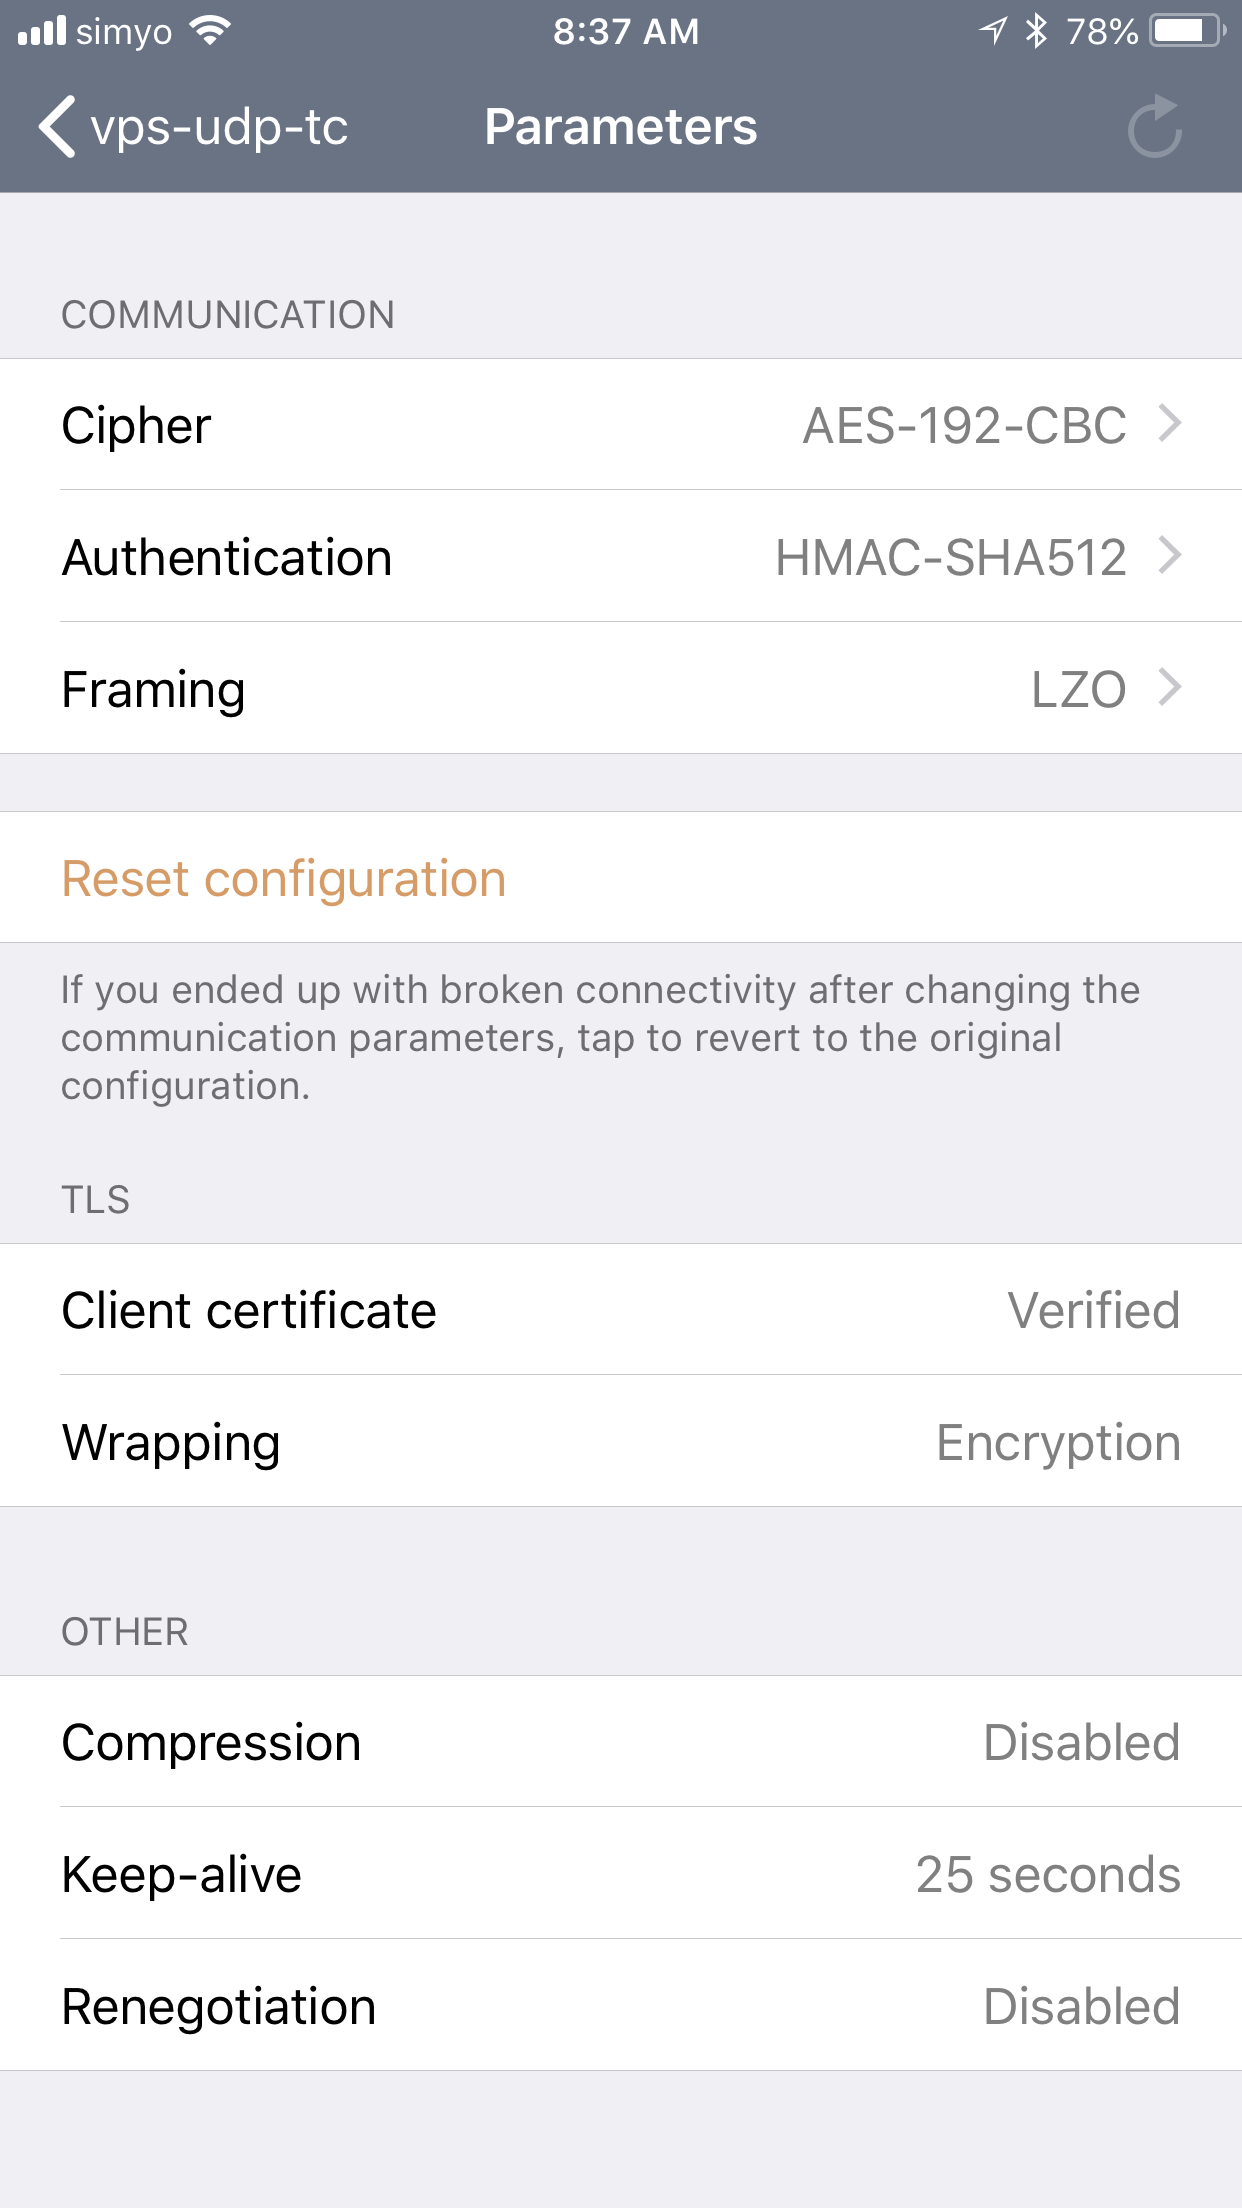 simyo 8:37 AM 78%
vps-udp-tc Parameters
COMMUNICATION
Cipher AES-192-CBC
Authentication HMAC-SHA512
Framing LZO
Reset configuration
If you ended up with broken connectivity after changing the
communication parameters, tap to revert to the original
configuration.
TLS
Client certificate Verified
Wrapping Encryption
OTHER
Compression Disabled
Keep-alive 25 seconds
Renegotiation Disabled